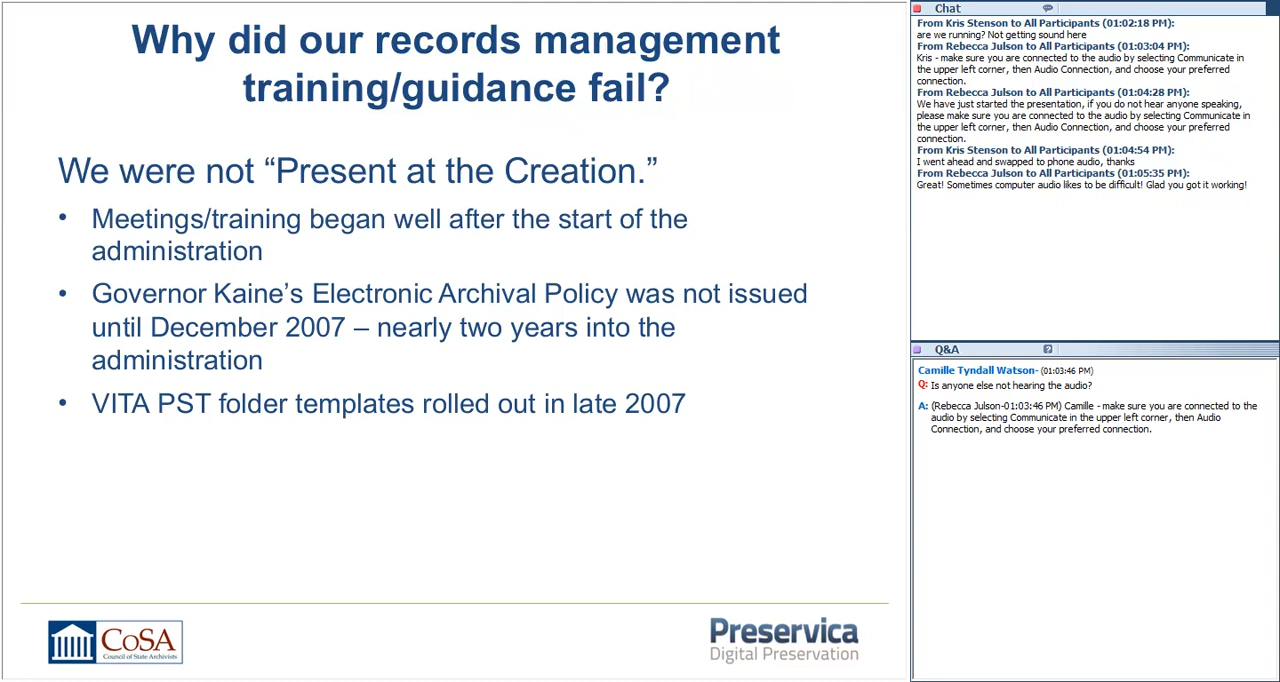 Why did our records management
training/guidance fail?
We were not “Present at the Creation.”
• Meetings/training began well after the start of the
administration
• Governor Kaine’s Electronic Archival Policy was not issued
until December 2007 – nearly two years into the
administration
• VITA PST folder templates rolled out in late 2007
CoSA
Council of State Archivists
Preservica
Digital Preservation
Chat
From Kris Stenson to All Participants (01:02:18 PM):
are we running? Not getting sound here
From Rebecca Julson to All Participants (01:03:04 PM):
Kris - make sure you are connected to the audio by selecting Communicate in
the upper left corner, then Audio Connection, and choose your preferred
connection.
From Rebecca Julson to All Participants (01:04:28 PM):
We have just started the presentation, if you do not hear anyone speaking,
please make sure you are connected to the audio by selecting Communicate in
the upper left corner, then Audio Connection, and choose your preferred
connection.
From Kris Stenson to All Participants (01:04:54 PM):
I went ahead and swapped to phone audio, thanks
From Rebecca Julson to All Participants (01:05:35 PM):
Great! Sometimes computer audio likes to be difficult! Glad you got it working!
Q&A
Camille Tyndall Watson- (01:03:46 PM)
Q: Is anyone else not hearing the audio?
A: (Rebecca Julson-01:03:46 PM) Camille - make sure you are connected to the
audio by selecting Communicate in the upper left corner, then Audio
Connection, and choose your preferred connection.